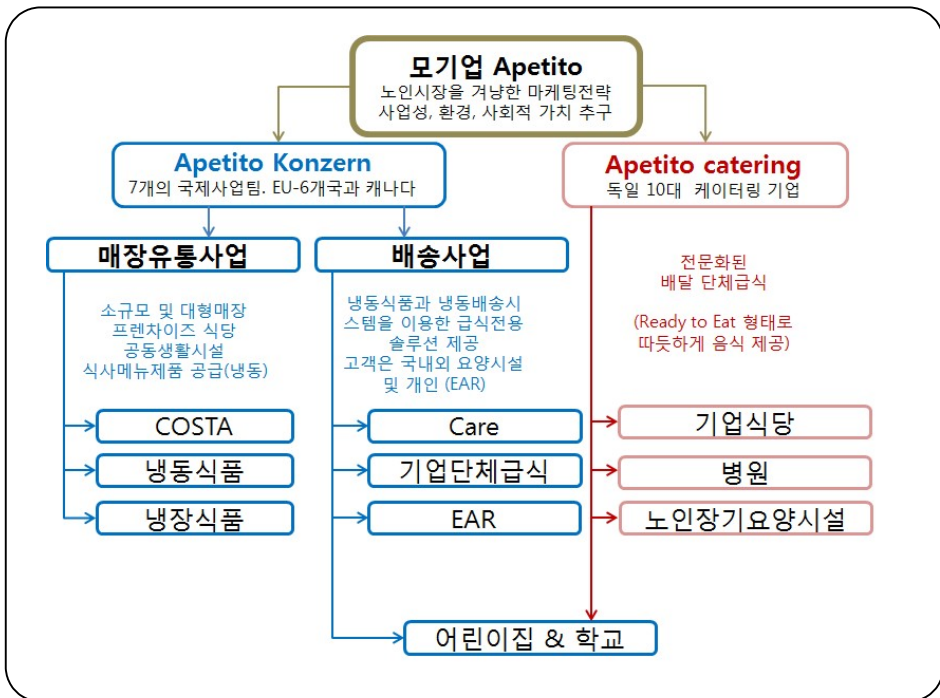 모기업 Apetito
노인시장을 겨냥한 마케팅전략
사업성, 환경, 사회적 가치 추구
Apetito Konzern
7개의 국제사업팀. EU-6개국과 캐나다
Apetito catering
독일 10대 케이터링 기업
매장유통사업
소규모 및 대형매장
프렌차이즈 식당
공동생활시설
식사메뉴제품 공급(냉동)
COSTA
냉동식품
냉장식품
배송사업
냉동식품과 냉동배송시
스템을 이용한 급식전용
솔루션 제공
고객은 국내외 요양시설
및 개인 (EAR)
Care
기업단체급식
EAR
전문화된
배달 단체급식
(Ready to Eat 형태로
따듯하게 음식 제공)
기업식당
병원
노인장기요양시설
어린이집 & 학교